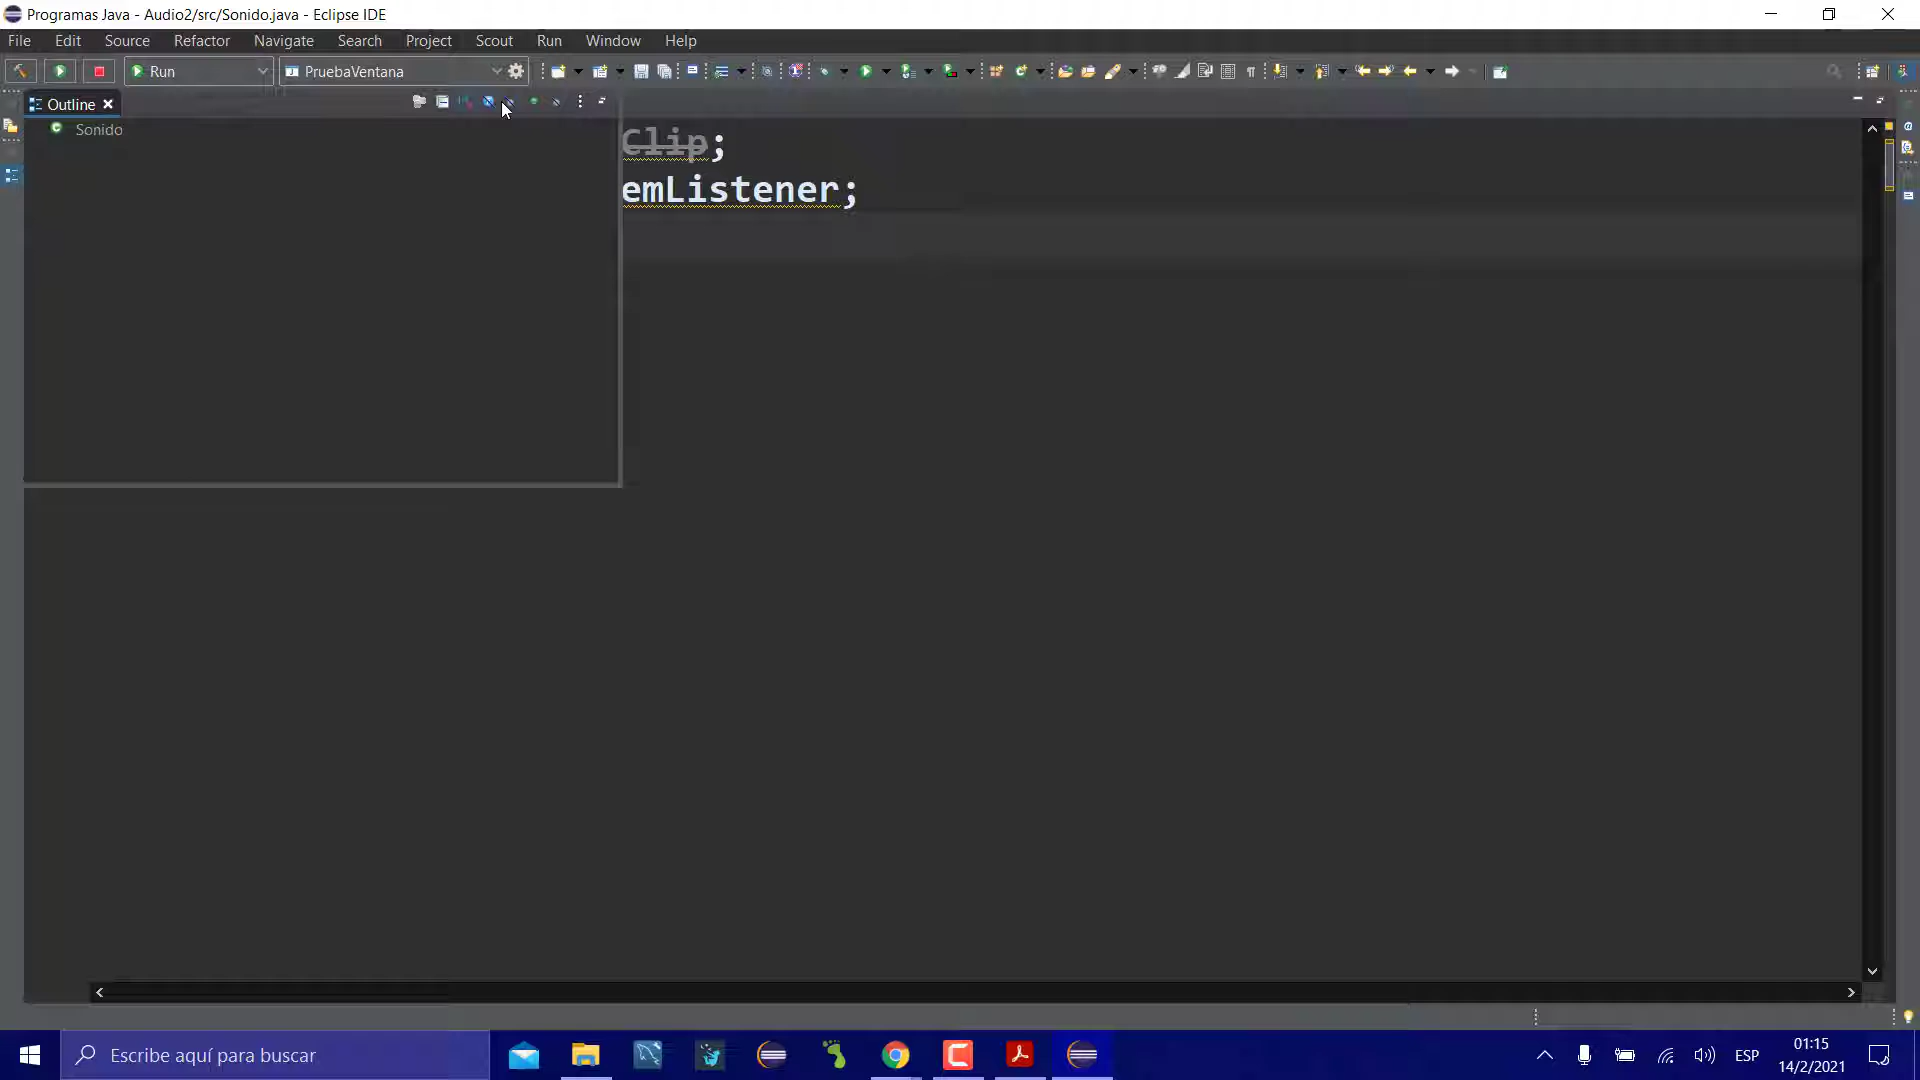 Programas Java - Audio2/src/Sonido.java - Eclipse IDE
File Edit Source Refactor Navigate Search Project Scout Run Window Help
Run PruebaVentana
Outline
Sonido
Clip;
emListener;
Escribe aquí para buscar
ESP
01:15
14/2/2021